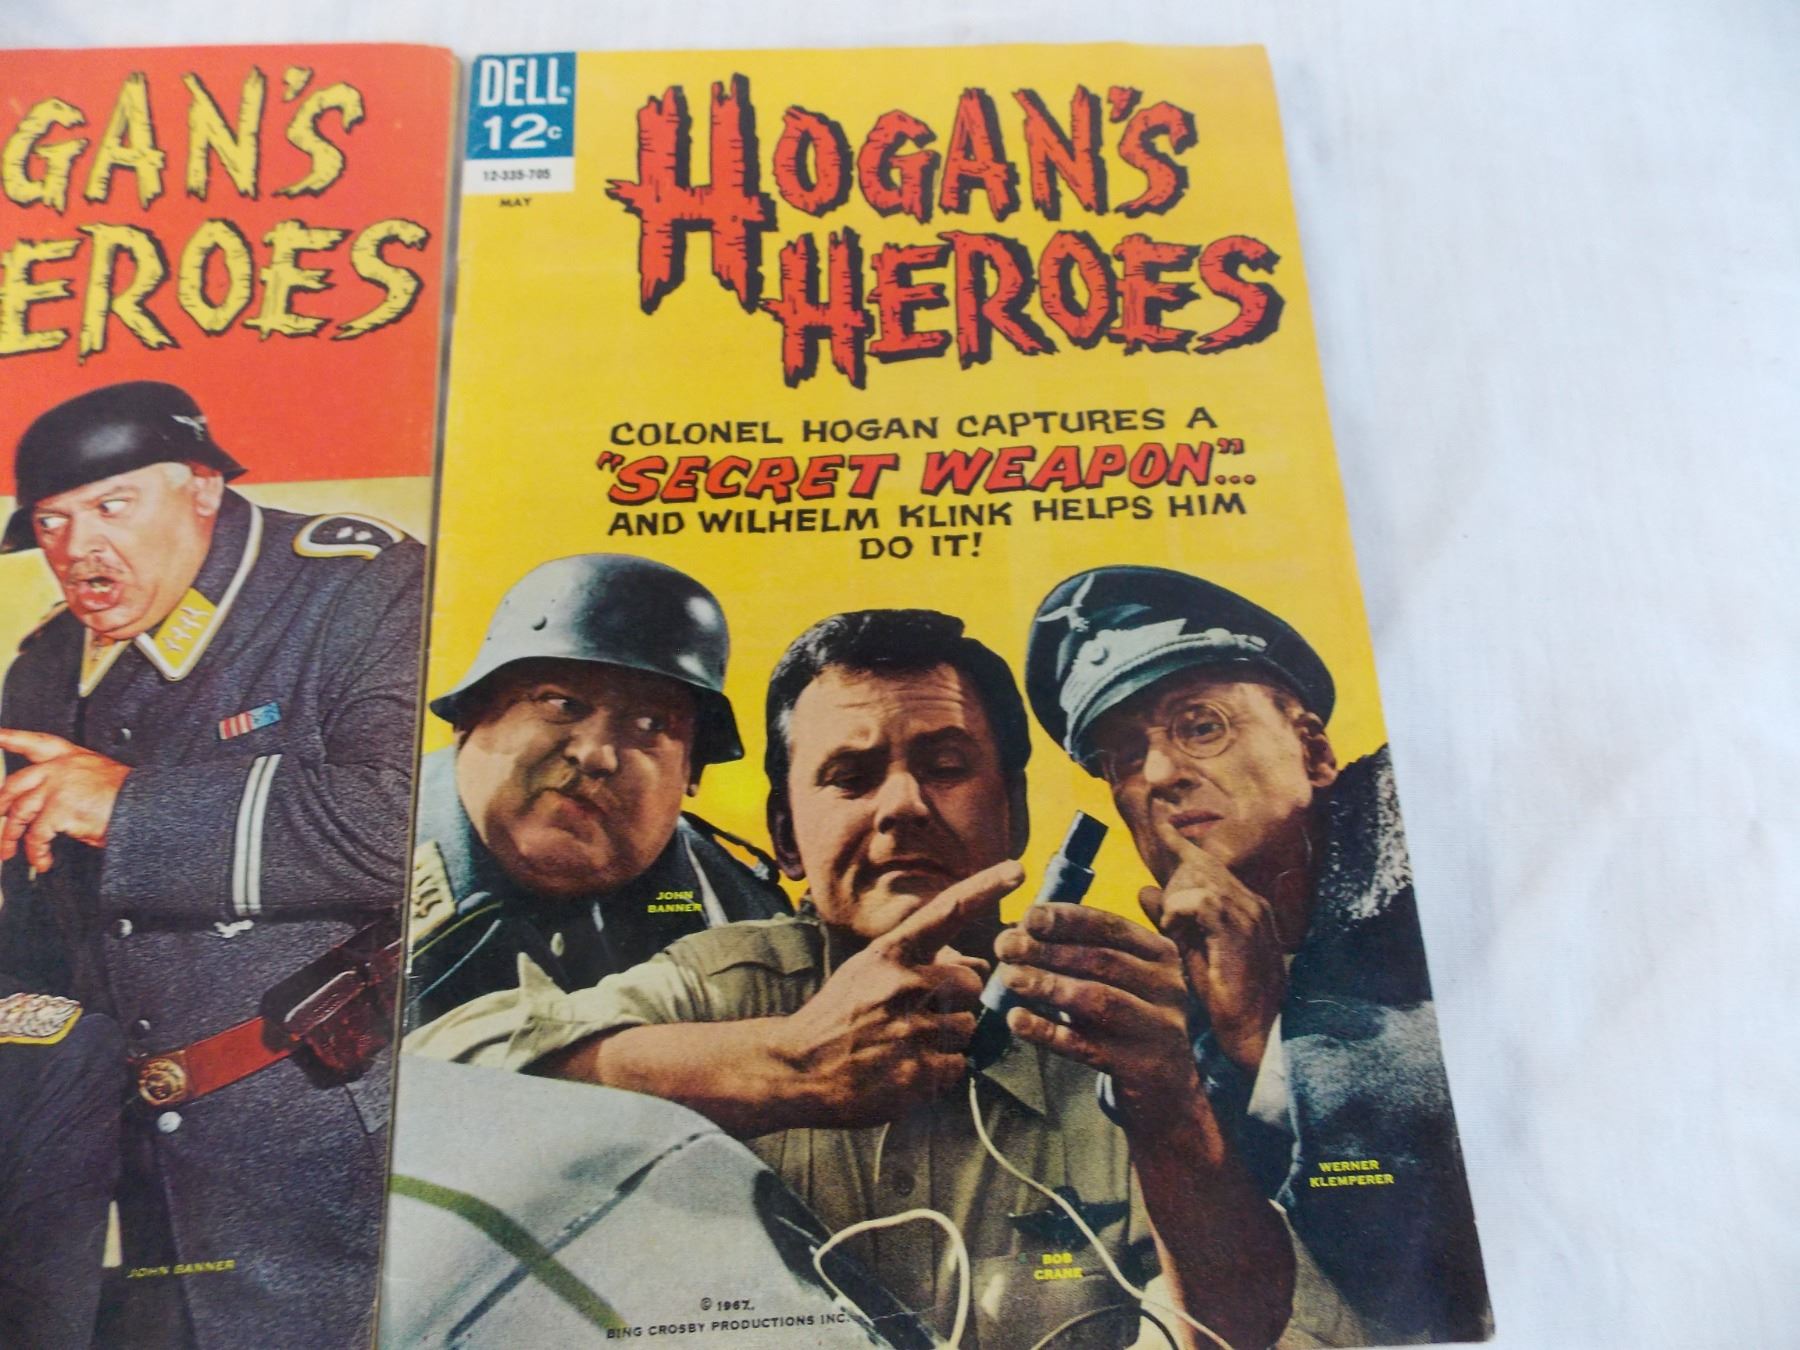 GAN'S
EROES
JOHN BANNER
DELL
12c
12-335-705
MAY
HOGAN'S
HEROES
COLONEL HOGAN CAPTURES A
"SECRET WEAPON"...
AND WILHELM KLINK HELPS HIM
DO IT!
JOHN
BANNER
WERNER
KLEMPERER
BOB
CRANE
© 1967,
BING CROSBY PRODUCTIONS INC.